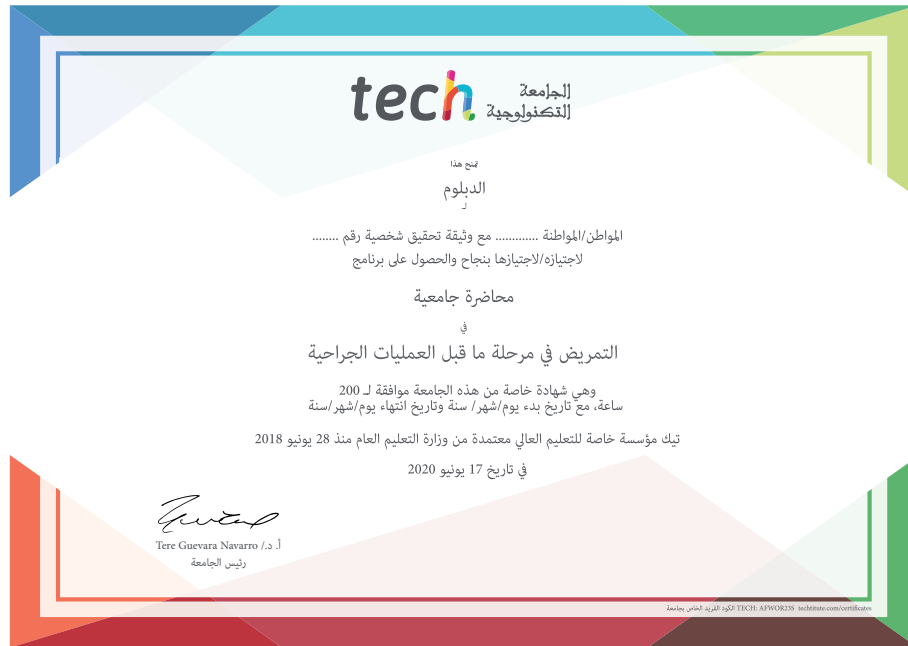 tech الجامعة
التكنولوجية
تمنح هذا
الدبلوم
لـ
المواطن/المواطنة ............. مع وثيقة تحقيق شخصية رقم ........
لاجتيازه/لاجتيازها بنجاح والحصول على برنامج
محاضرة جامعية
في
التمريض في مرحلة ما قبل العمليات الجراحية
وهي شهادة خاصة من هذه الجامعة موافقة لـ 200
ساعة، مع تاريخ بدء يوم/شهر/ سنة وتاريخ انتهاء يوم/شهر/سنة
تيك مؤسسة خاصة للتعليم العالي معتمدة من وزارة التعليم العام منذ 28 يونيو 2018
في تاريخ 17 يونيو 2020
أ. د./ Tere Guevara Navarro
رئيس الجامعة
الكود الفريد الخاص بجامعة TECH: AFWOR23S techtitute.com/certificates